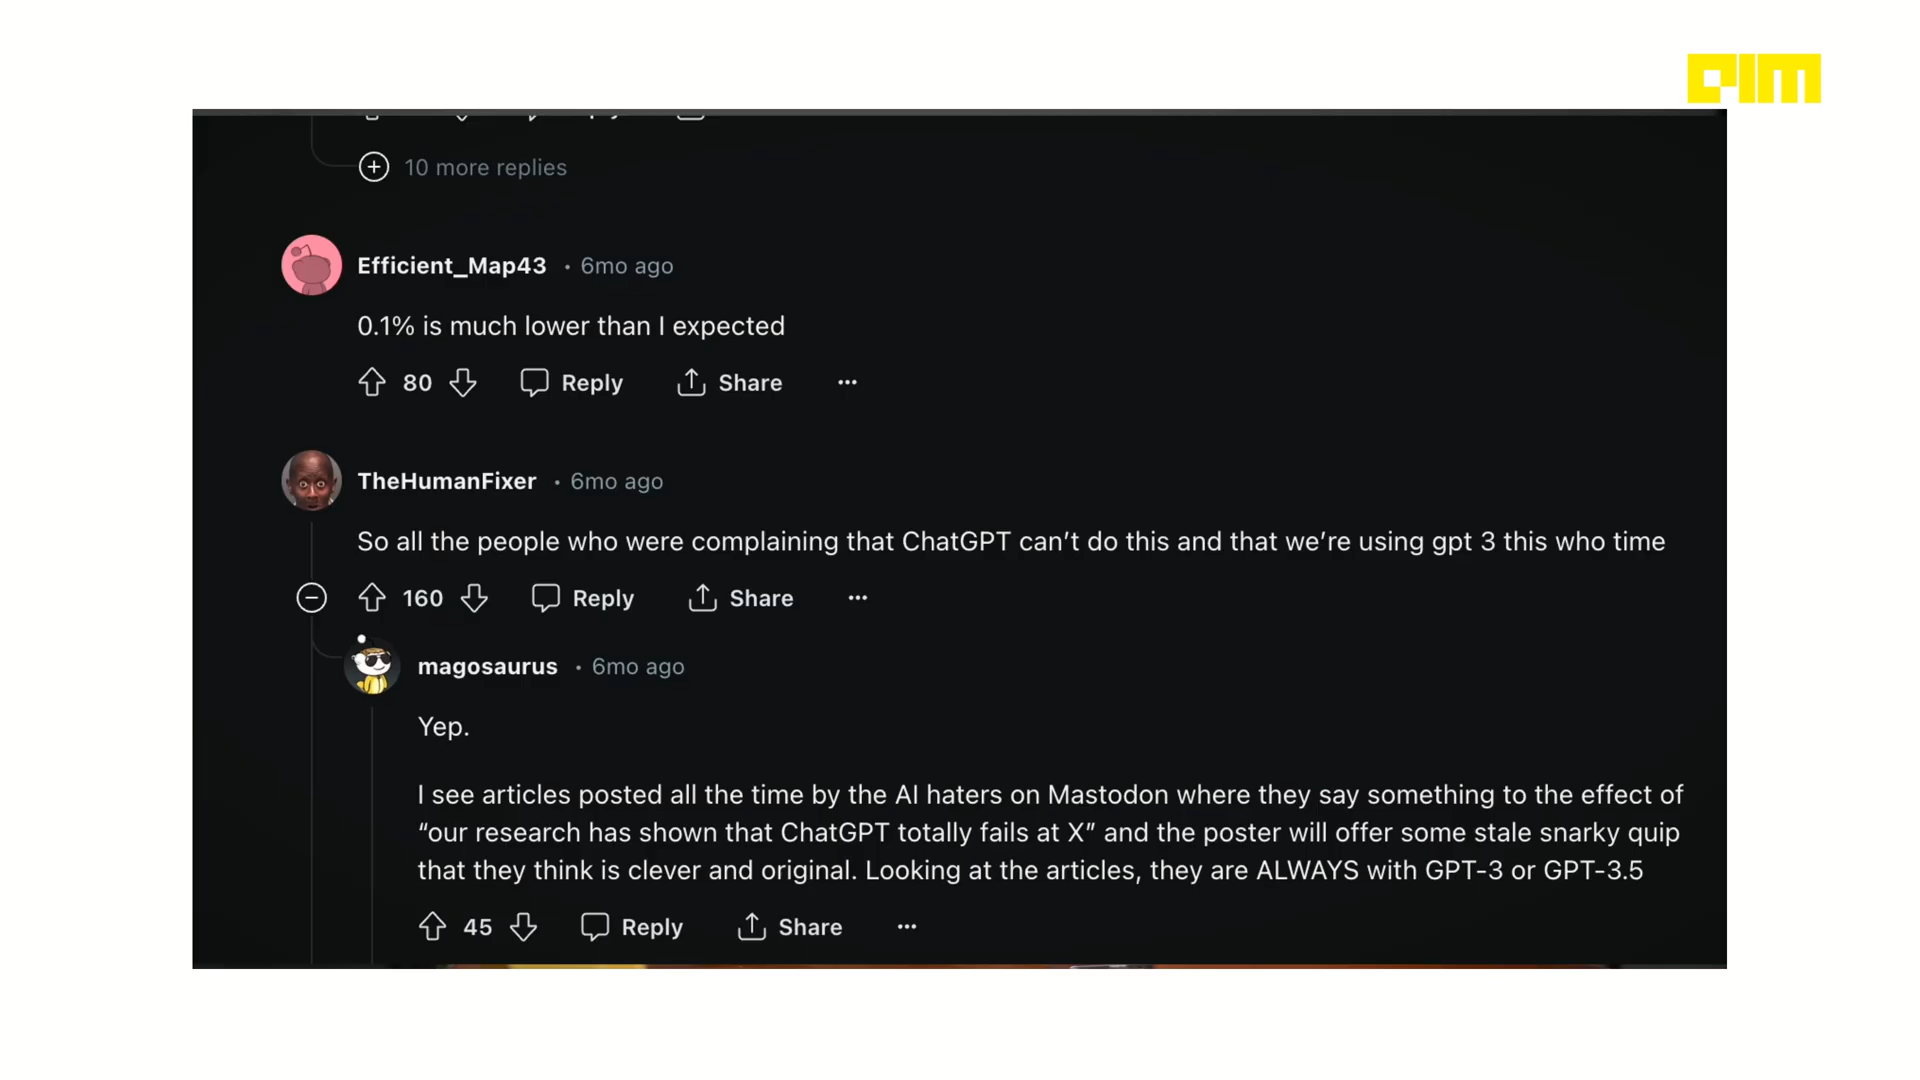 AIM
10 more replies
Efficient_Map43 • 6mo ago
0.1% is much lower than I expected
80 Reply Share ...
TheHumanFixer • 6mo ago
So all the people who were complaining that ChatGPT can’t do this and that we’re using gpt 3 this who time
160 Reply Share ...
magosaurus • 6mo ago
Yep.
I see articles posted all the time by the AI haters on Mastodon where they say something to the effect of
“our research has shown that ChatGPT totally fails at X” and the poster will offer some stale snarky quip
that they think is clever and original. Looking at the articles, they are ALWAYS with GPT-3 or GPT-3.5
45 Reply Share ...